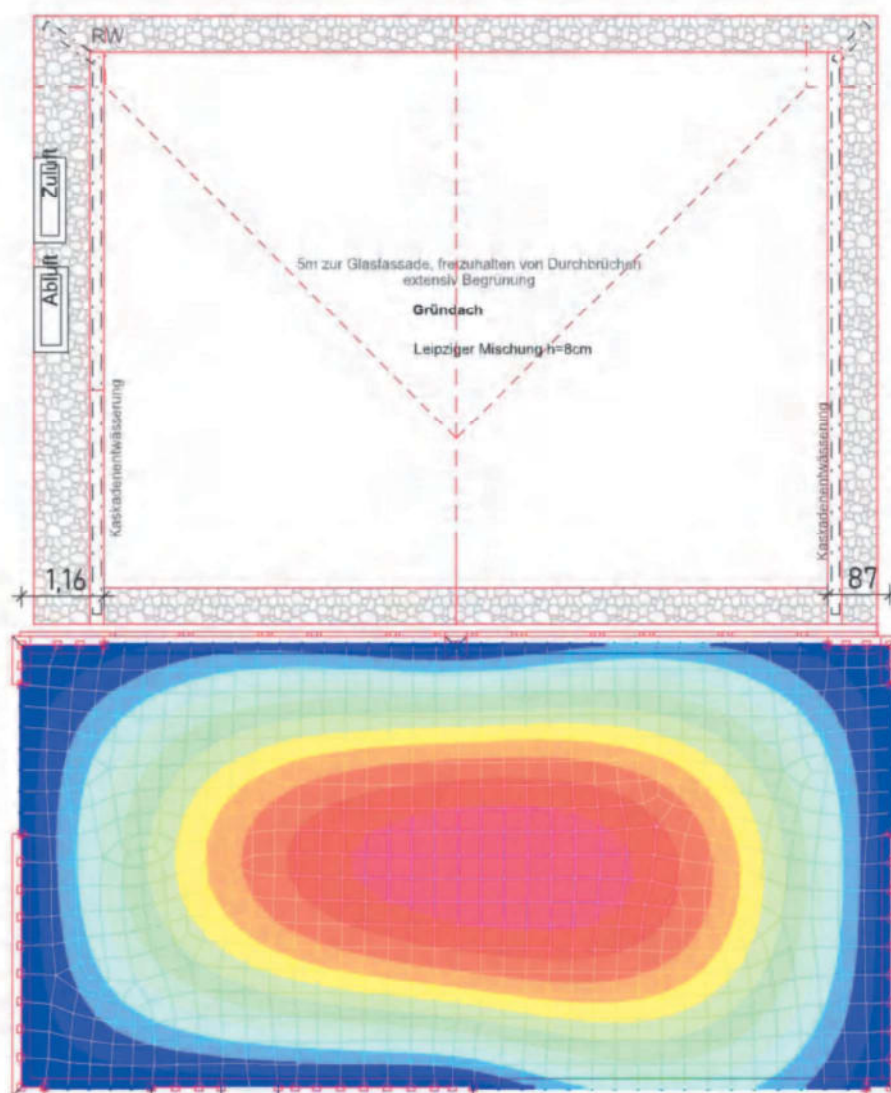 RW
Zuluft
Abluft
5m zur Glasfassade, freizuhalten von Durchbrüchen
extensiv Begrünung
Gründach
Leipziger Mischung h=8cm
Kaskadenentwässerung
Kaskadenentwässerung
1,16
87